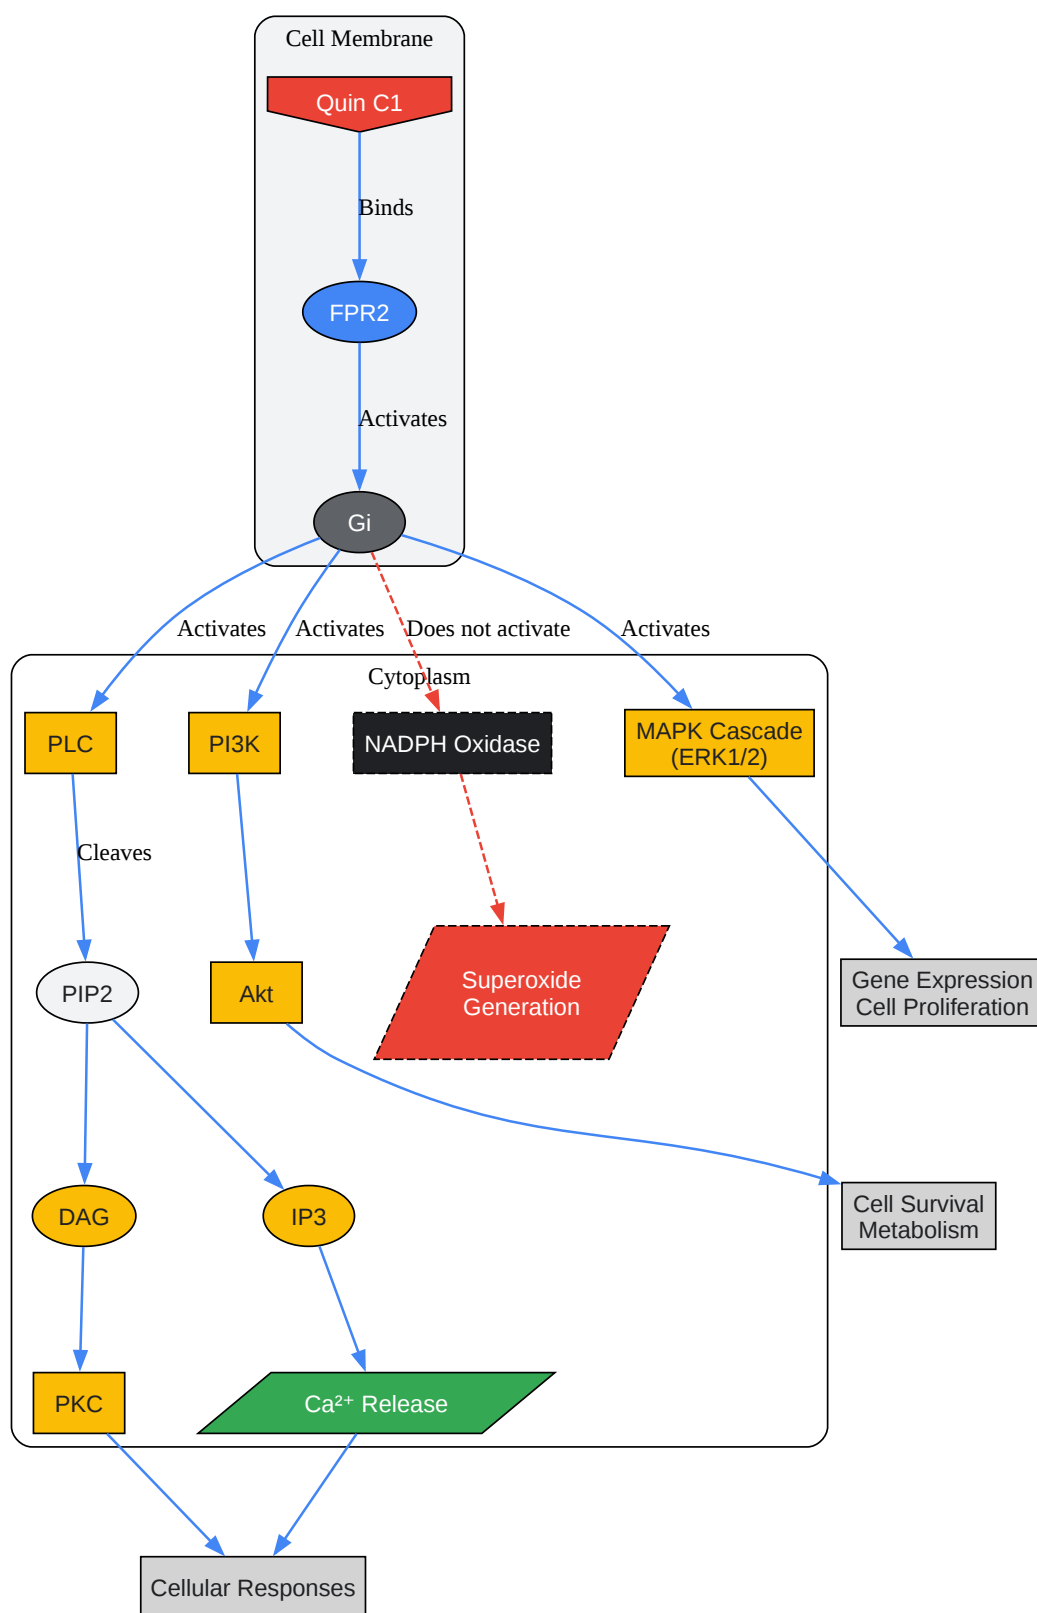 Cell Membrane
Quin C1
Binds
FPR2
Activates
Gi
Activates
Activates
Does not activate
Activates
Cytoplasm
PLC
PI3K
NADPH Oxidase
MAPK Cascade
(ERK1/2)
Cleaves
PIP2
Akt
Superoxide
Generation
Gene Expression
Cell Proliferation
DAG
IP3
Cell Survival
Metabolism
PKC
Ca²⁺ Release
Cellular Responses